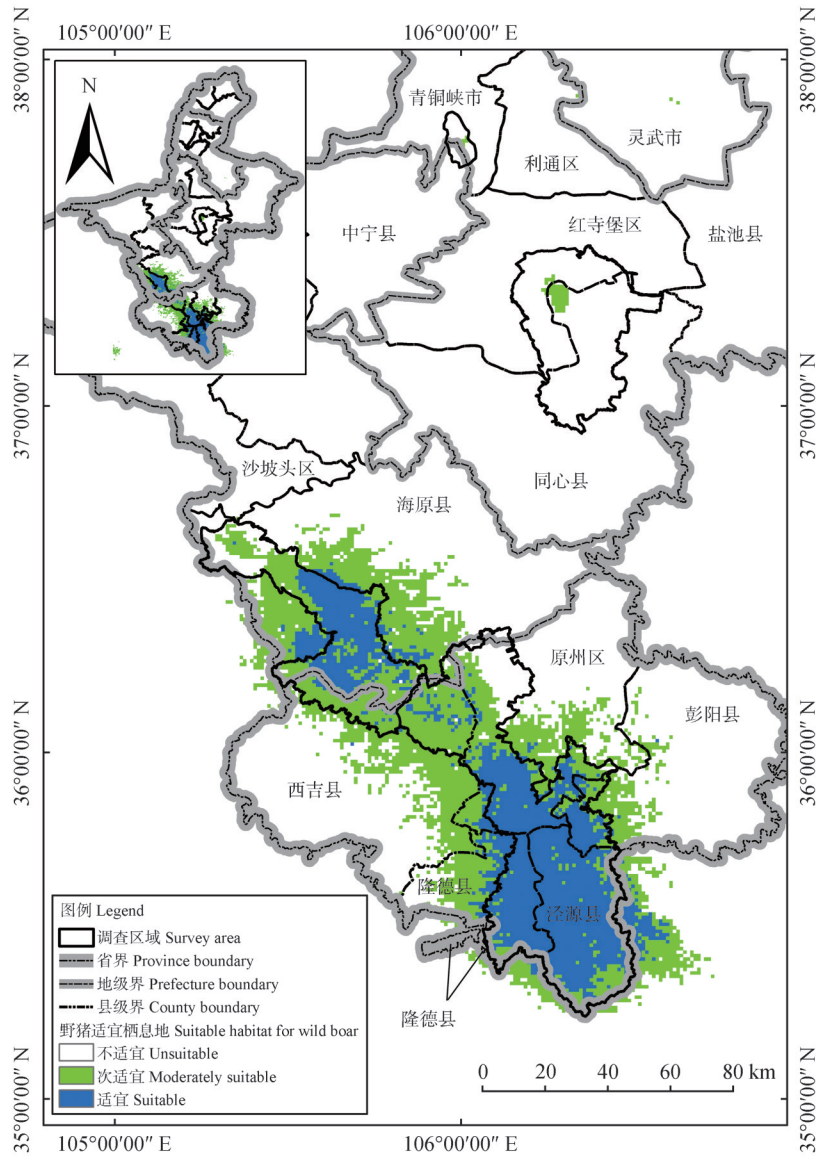 105°00′00″ E
106°00′00″ E
38°00′00″ N
38°00′00″ N
N
青铜峡市
灵武市
利通区
中宁县
红寺堡区
盐池县
37°00′00″ N
37°00′00″ N
沙坡头区
同心县
海原县
原州区
彭阳县
36°00′00″ N
36°00′00″ N
西吉县
隆德县
泾源县
隆德县
图例 Legend
调查区域 Survey area
省界 Province boundary
地级界 Prefecture boundary
县级界 County boundary
野猪适宜栖息地 Suitable habitat for wild boar
不适宜 Unsuitable
次适宜 Moderately suitable
适宜 Suitable
0 20 40 60 80 km
35°00′00″ N
35°00′00″ N
105°00′00″ E
106°00′00″ E